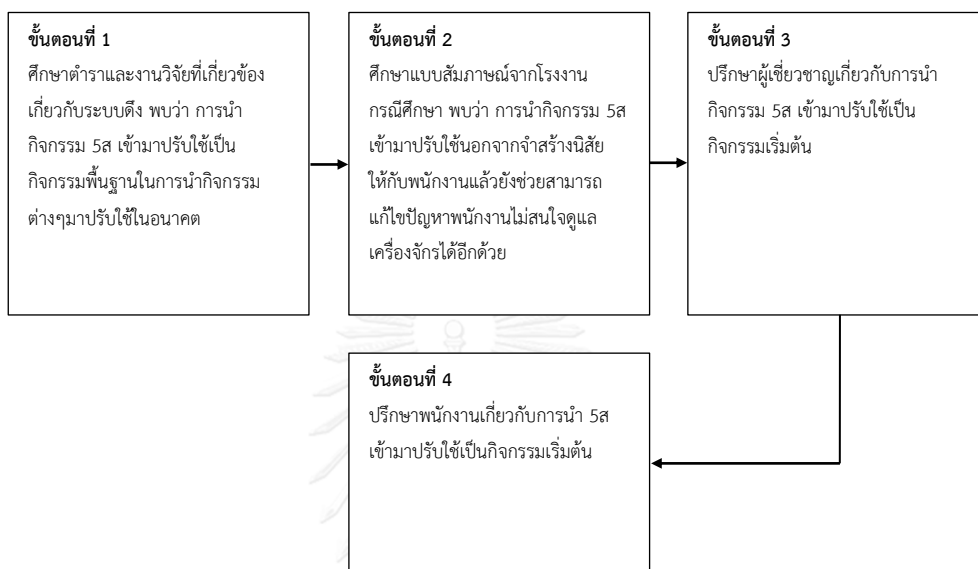 ขั้นตอนที่ 1
ศึกษาตำราและงานวิจัยที่เกี่ยวข้อง
เกี่ยวกับระบบดึง พบว่า การนำ
กิจกรรม 5ส เข้ามาปรับใช้เป็น
กิจกรรมพื้นฐานในการนำกิจกรรม
ต่างๆมาปรับใช้ในอนาคต
ขั้นตอนที่ 2
ศึกษาแบบสัมภาษณ์จากโรงงาน
กรณีศึกษา พบว่า การนำกิจกรรม 5ส
เข้ามาปรับใช้นอกจากจำสร้างนิสัย
ให้กับพนักงานแล้วยังช่วยสามารถ
แก้ไขปัญหาพนักงานไม่สนใจดูแล
เครื่องจักรได้อีกด้วย
ขั้นตอนที่ 3
ปรึกษาผู้เชี่ยวชาญเกี่ยวกับการนำ
กิจกรรม 5ส เข้ามาปรับใช้เป็น
กิจกรรมเริ่มต้น
ขั้นตอนที่ 4
ปรึกษาพนักงานเกี่ยวกับการนำ 5ส
เข้ามาปรับใช้เป็นกิจกรรมเริ่มต้น